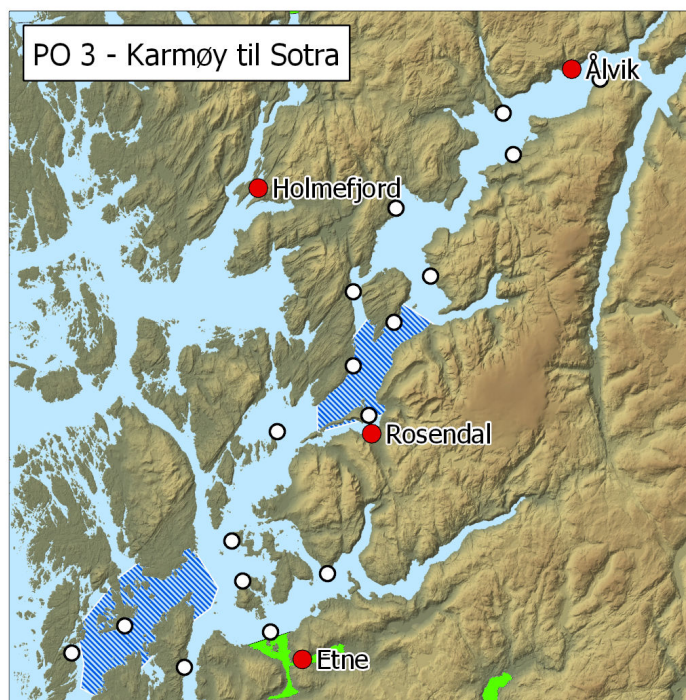 PO 3 - Karmøy til Sotra
Ålvik
Holmefjord
Rosendal
Etne